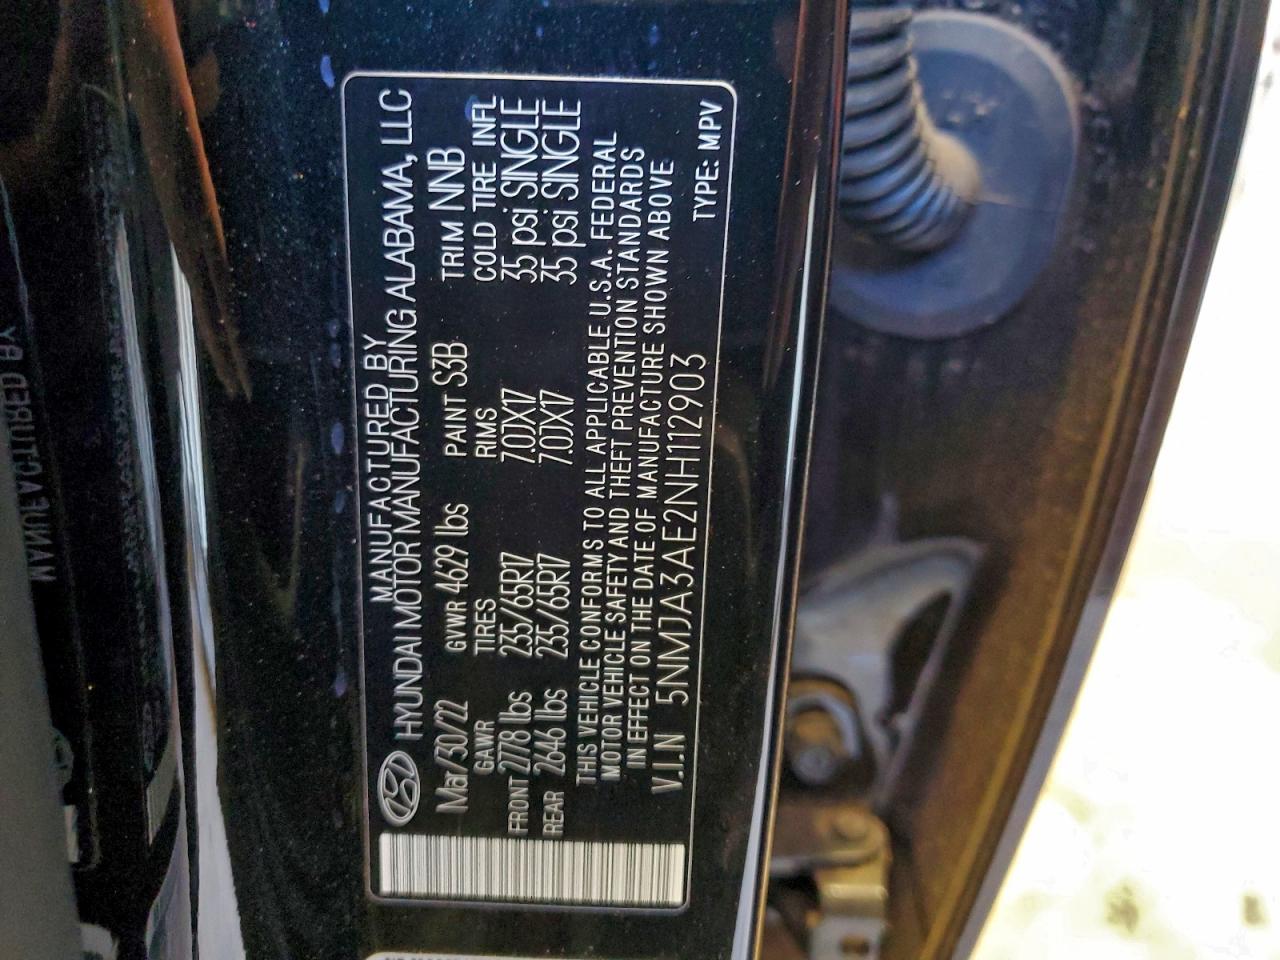 MANUFACTURED BY
HYUNDAI MOTOR MANUFACTURING ALABAMA, LLC
Mar/30/22 GVWR 4629 lbs PAINT S3B TRIM NNB
GAWR TIRES RIMS COLD TIRE INFL
FRONT 2778 lbs 235/65R17 7.0JX17 35 psi SINGLE
REAR 2646 lbs 235/65R17 7.0JX17 35 psi SINGLE
THIS VEHICLE CONFORMS TO ALL APPLICABLE U.S.A. FEDERAL
MOTOR VEHICLE SAFETY AND THEFT PREVENTION STANDARDS
IN EFFECT ON THE DATE OF MANUFACTURE SHOWN ABOVE.
V.I.N 5NMJA3AE2NH112903 TYPE: MPV